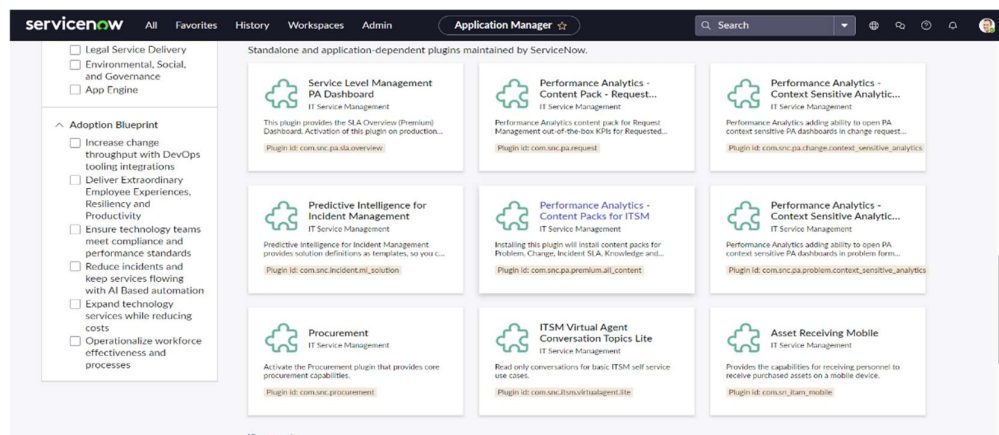 servicenow All Favorites History Workspaces Admin Application Manager Search
Legal Service Delivery
Environmental, Social,
and Governance
App Engine
Adoption Blueprint
Increase change
throughput with DevOps
tooling integrations
Deliver Extraordinary
Employee Experiences,
Resiliency and
Productivity
Ensure technology teams
meet compliance and
performance standards
Reduce incidents and
keep services flowing
with AI Based automation
Expand technology
services while reducing
costs
Operationalize workforce
effectiveness and
processes
Standalone and application-dependent plugins maintained by ServiceNow.
Service Level Management
PA Dashboard
IT Service Management
This plugin provides the SLA Overview (Premium)
Dashboard. Activation of this plugin on production...
Plugin id: com.snc.pa.sla.overview
Performance Analytics -
Content Pack - Request...
IT Service Management
Performance Analytics content pack for Request
Management out-of-the-box KPIs for Requested...
Plugin id: com.snc.pa.request
Performance Analytics -
Context Sensitive Analytic...
IT Service Management
Performance Analytics adding ability to open PA
context sensitive PA dashboards in change request...
Plugin id: com.snc.pa.change.context_sensitive_analytics
Predictive Intelligence for
Incident Management
IT Service Management
Predictive Intelligence for Incident Management
provides solution definitions as templates, so you c...
Plugin id: com.snc.incident.ml_solution
Performance Analytics -
Content Packs for ITSM
IT Service Management
Installing this plugin will install content packs for
Problem, Change, Incident SLA, Knowledge and...
Plugin id: com.snc.pa.premium.all_content
Performance Analytics -
Context Sensitive Analytic...
IT Service Management
Performance Analytics adding ability to open PA
context sensitive PA dashboards in problem form...
Plugin id: com.snc.pa.problem.context_sensitive_analytics
Procurement
IT Service Management
Activate the Procurement plugin that provides core
procurement capabilities.
Plugin id: com.snc.procurement
ITSM Virtual Agent
Conversation Topics Lite
IT Service Management
Read only conversations for basic ITSM self service
use cases.
Plugin id: com.snc.itsm.virtualagent.lite
Asset Receiving Mobile
IT Service Management
Provides the capabilities for receiving personnel to
receive purchased assets on a mobile device.
Plugin id: com.sn_itam_mobile